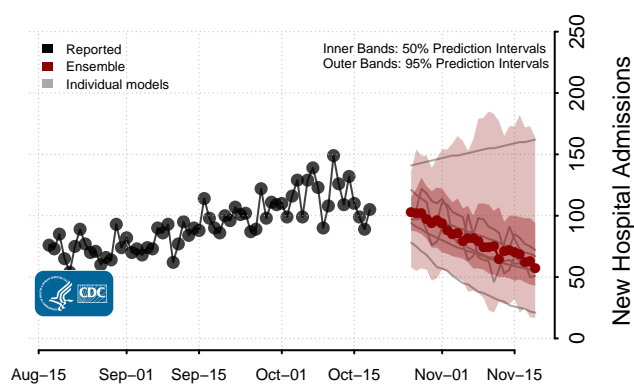 Reported
Ensemble
Individual models
Inner Bands: 50% Prediction Intervals
Outer Bands: 95% Prediction Intervals
250
200
150
100
50
0
New Hospital Admissions
CDC
Aug–15
Sep–01
Sep–15
Oct–01
Oct–15
Nov–01
Nov–15